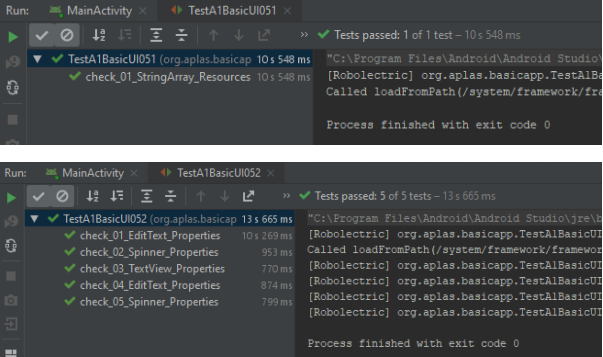 Run: MainActivity × TestA1BasicUI051 ×
» Tests passed: 1 of 1 test – 10 s 548 ms
TestA1BasicUI051 (org.aplas.basicap 10 s 548 ms
check_01_StringArray_Resources 10 s 548 ms
"C:\Program Files\Android\Android Studio\
[Robolectric] org.aplas.basicapp.TestA1Ba
Called loadFromPath(/system/framework/fra
Process finished with exit code 0
Run: MainActivity × TestA1BasicUI052 ×
» Tests passed: 5 of 5 tests – 13 s 665 ms
TestA1BasicUI052 (org.aplas.basicap 13 s 665 ms
check_01_EditText_Properties 10 s 269 ms
check_02_Spinner_Properties 953 ms
check_03_TextView_Properties 770 ms
check_04_EditText_Properties 874 ms
check_05_Spinner_Properties 799 ms
"C:\Program Files\Android\Android Studio\jre\b
[Robolectric] org.aplas.basicapp.TestA1BasicUI
Called loadFromPath(/system/framework/framewor
[Robolectric] org.aplas.basicapp.TestA1BasicUI
[Robolectric] org.aplas.basicapp.TestA1BasicUI
[Robolectric] org.aplas.basicapp.TestA1BasicUI
[Robolectric] org.aplas.basicapp.TestA1BasicUI
Process finished with exit code 0